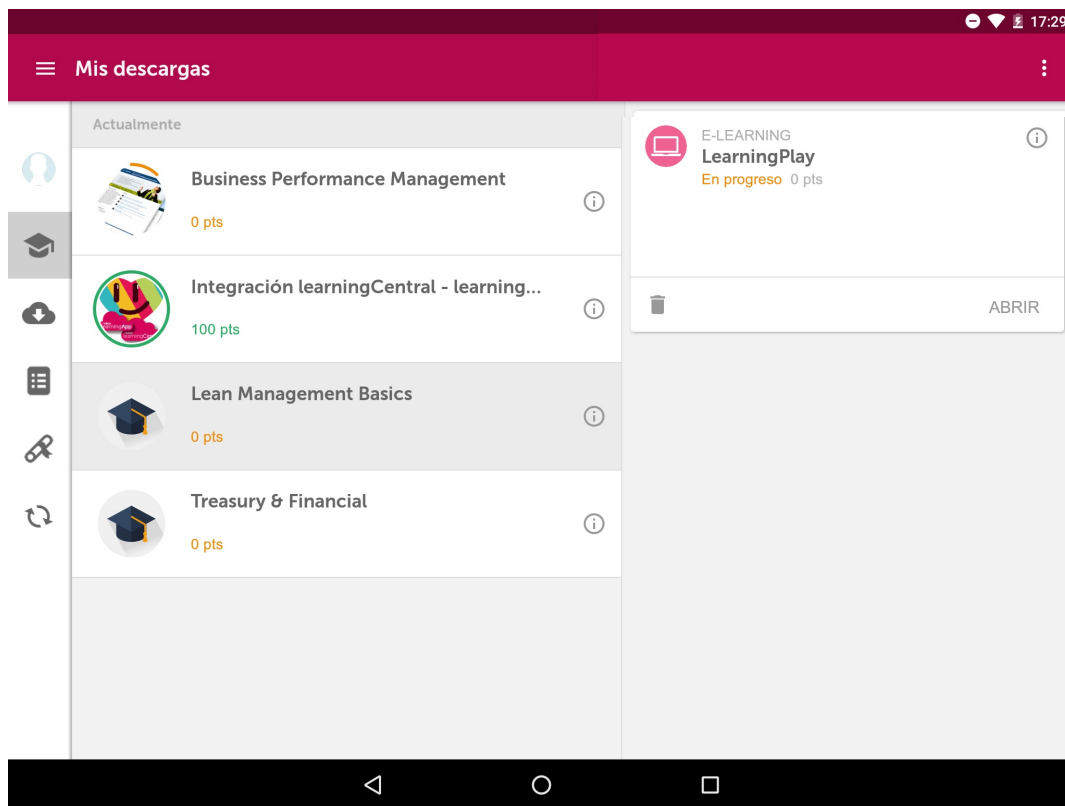 17:29
Mis descargas
Actualmente
Business Performance Management
0 pts
Integración learningCentral - learning...
100 pts
Lean Management Basics
0 pts
Treasury & Financial
0 pts
E-LEARNING
LearningPlay
En progreso 0 pts
ABRIR